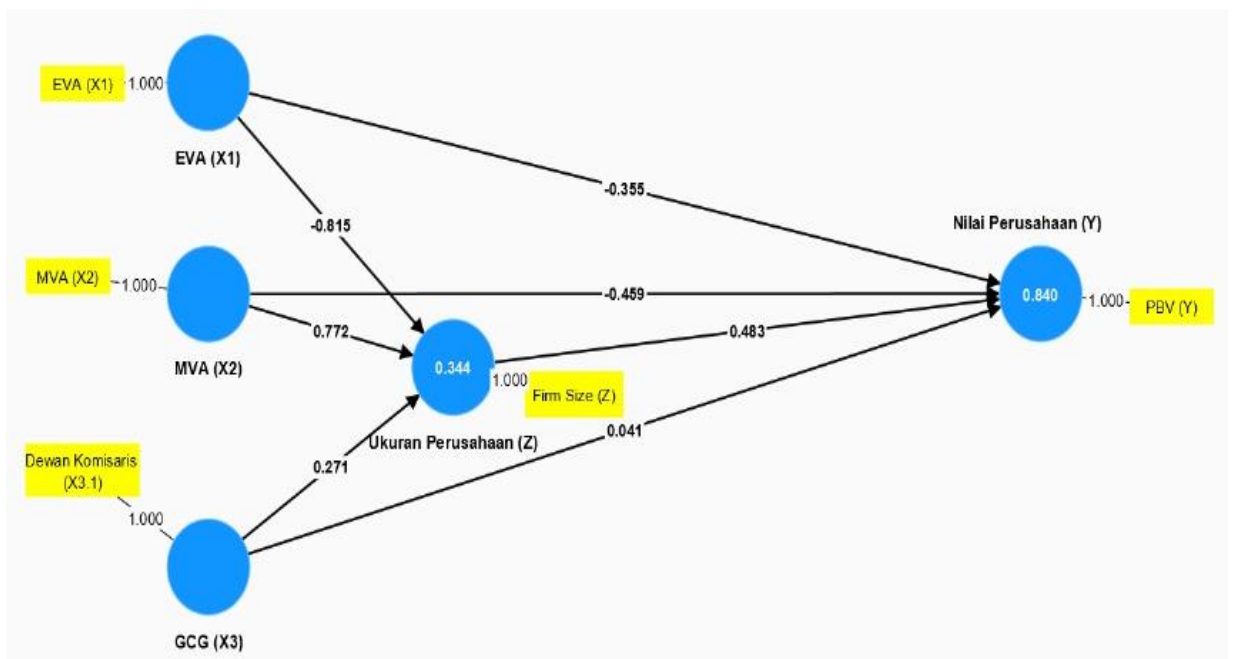 EVA (X1)
1.000
EVA (X1)
-0.355
-0.815
Nilai Perusahaan (Y)
MVA (X2)
1.000
MVA (X2)
-0.459
0.772
0.483
0.840
1.000
PBV (Y)
0.344
1.000
Firm Size (Z)
Ukuran Perusahaan (Z)
0.041
Dewan Komisaris
(X3.1)
1.000
0.271
GCG (X3)